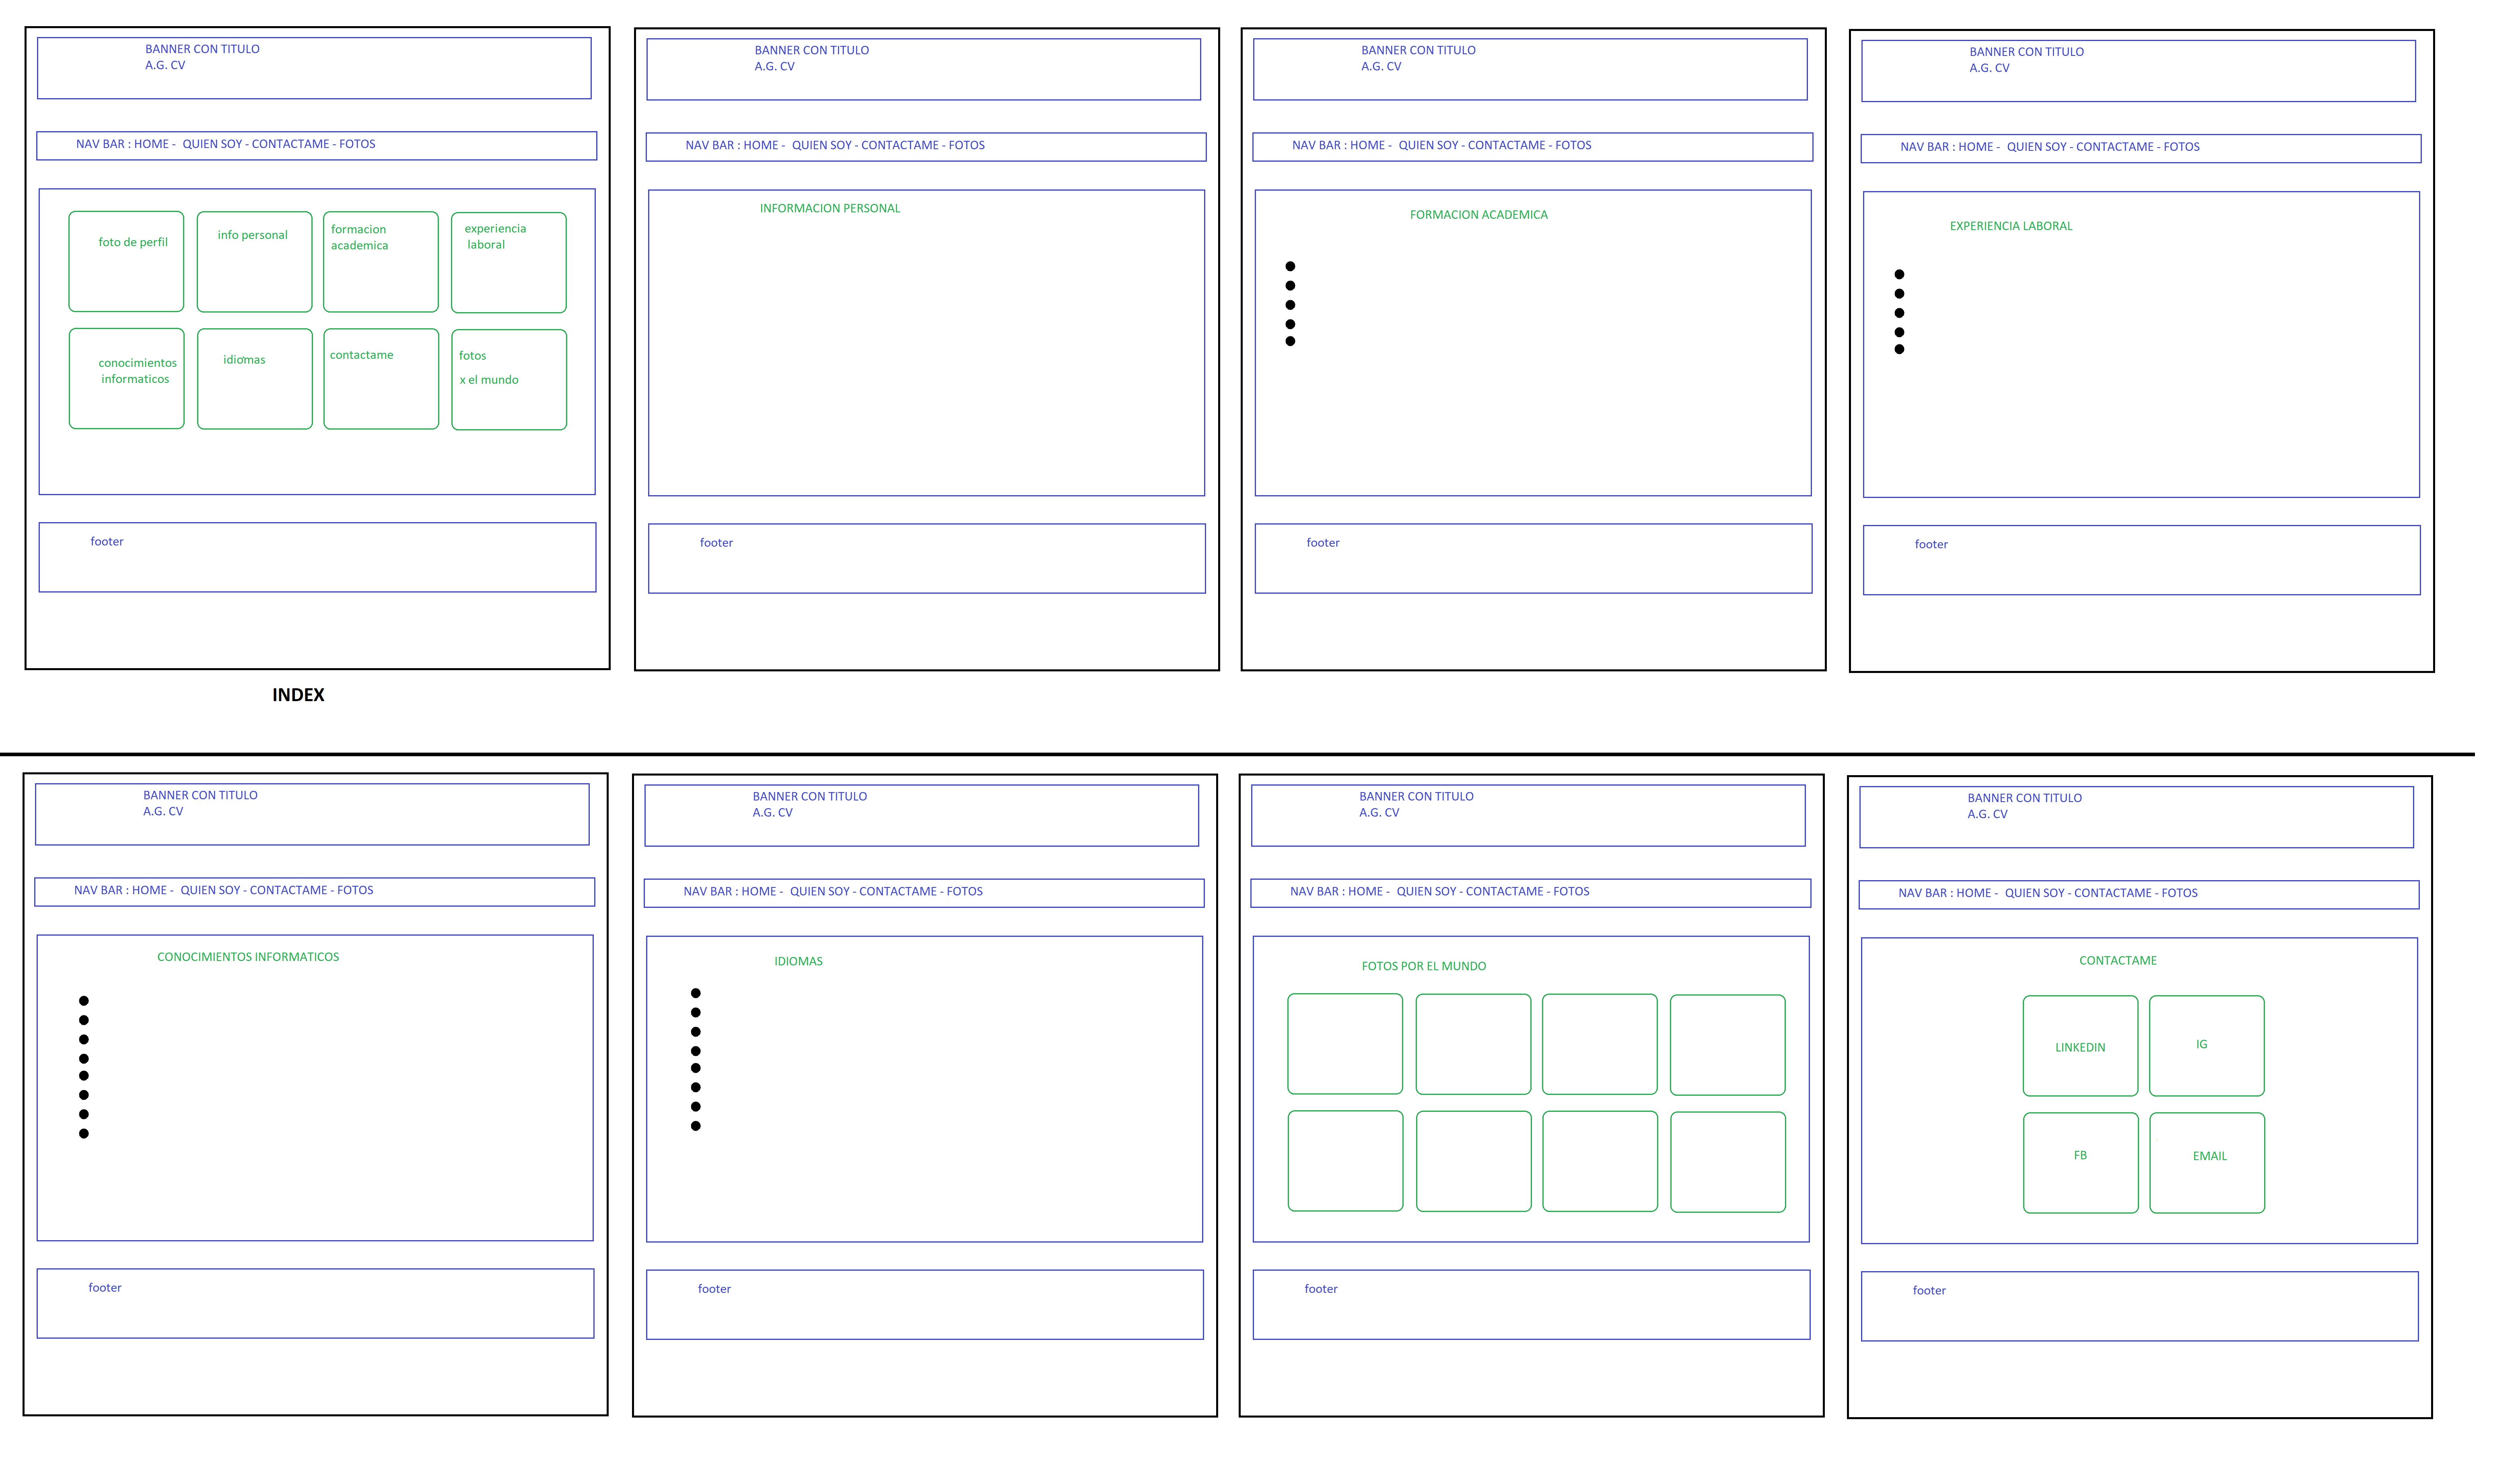 BANNER CON TITULO
A.G. CV
NAV BAR : HOME - QUIEN SOY - CONTACTAME - FOTOS
foto de perfil
info personal
formacion
academica
experiencia
laboral
conocimientos
informaticos
idiomas
contactame
fotos
x el mundo
footer
INDEX
BANNER CON TITULO
A.G. CV
NAV BAR : HOME - QUIEN SOY - CONTACTAME - FOTOS
INFORMACION PERSONAL
footer
BANNER CON TITULO
A.G. CV
NAV BAR : HOME - QUIEN SOY - CONTACTAME - FOTOS
FORMACION ACADEMICA
footer
BANNER CON TITULO
A.G. CV
NAV BAR : HOME - QUIEN SOY - CONTACTAME - FOTOS
EXPERIENCIA LABORAL
footer
BANNER CON TITULO
A.G. CV
NAV BAR : HOME - QUIEN SOY - CONTACTAME - FOTOS
CONOCIMIENTOS INFORMATICOS
footer
BANNER CON TITULO
A.G. CV
NAV BAR : HOME - QUIEN SOY - CONTACTAME - FOTOS
IDIOMAS
footer
BANNER CON TITULO
A.G. CV
NAV BAR : HOME - QUIEN SOY - CONTACTAME - FOTOS
FOTOS POR EL MUNDO
footer
BANNER CON TITULO
A.G. CV
NAV BAR : HOME - QUIEN SOY - CONTACTAME - FOTOS
CONTACTAME
LINKEDIN
IG
FB
EMAIL
footer